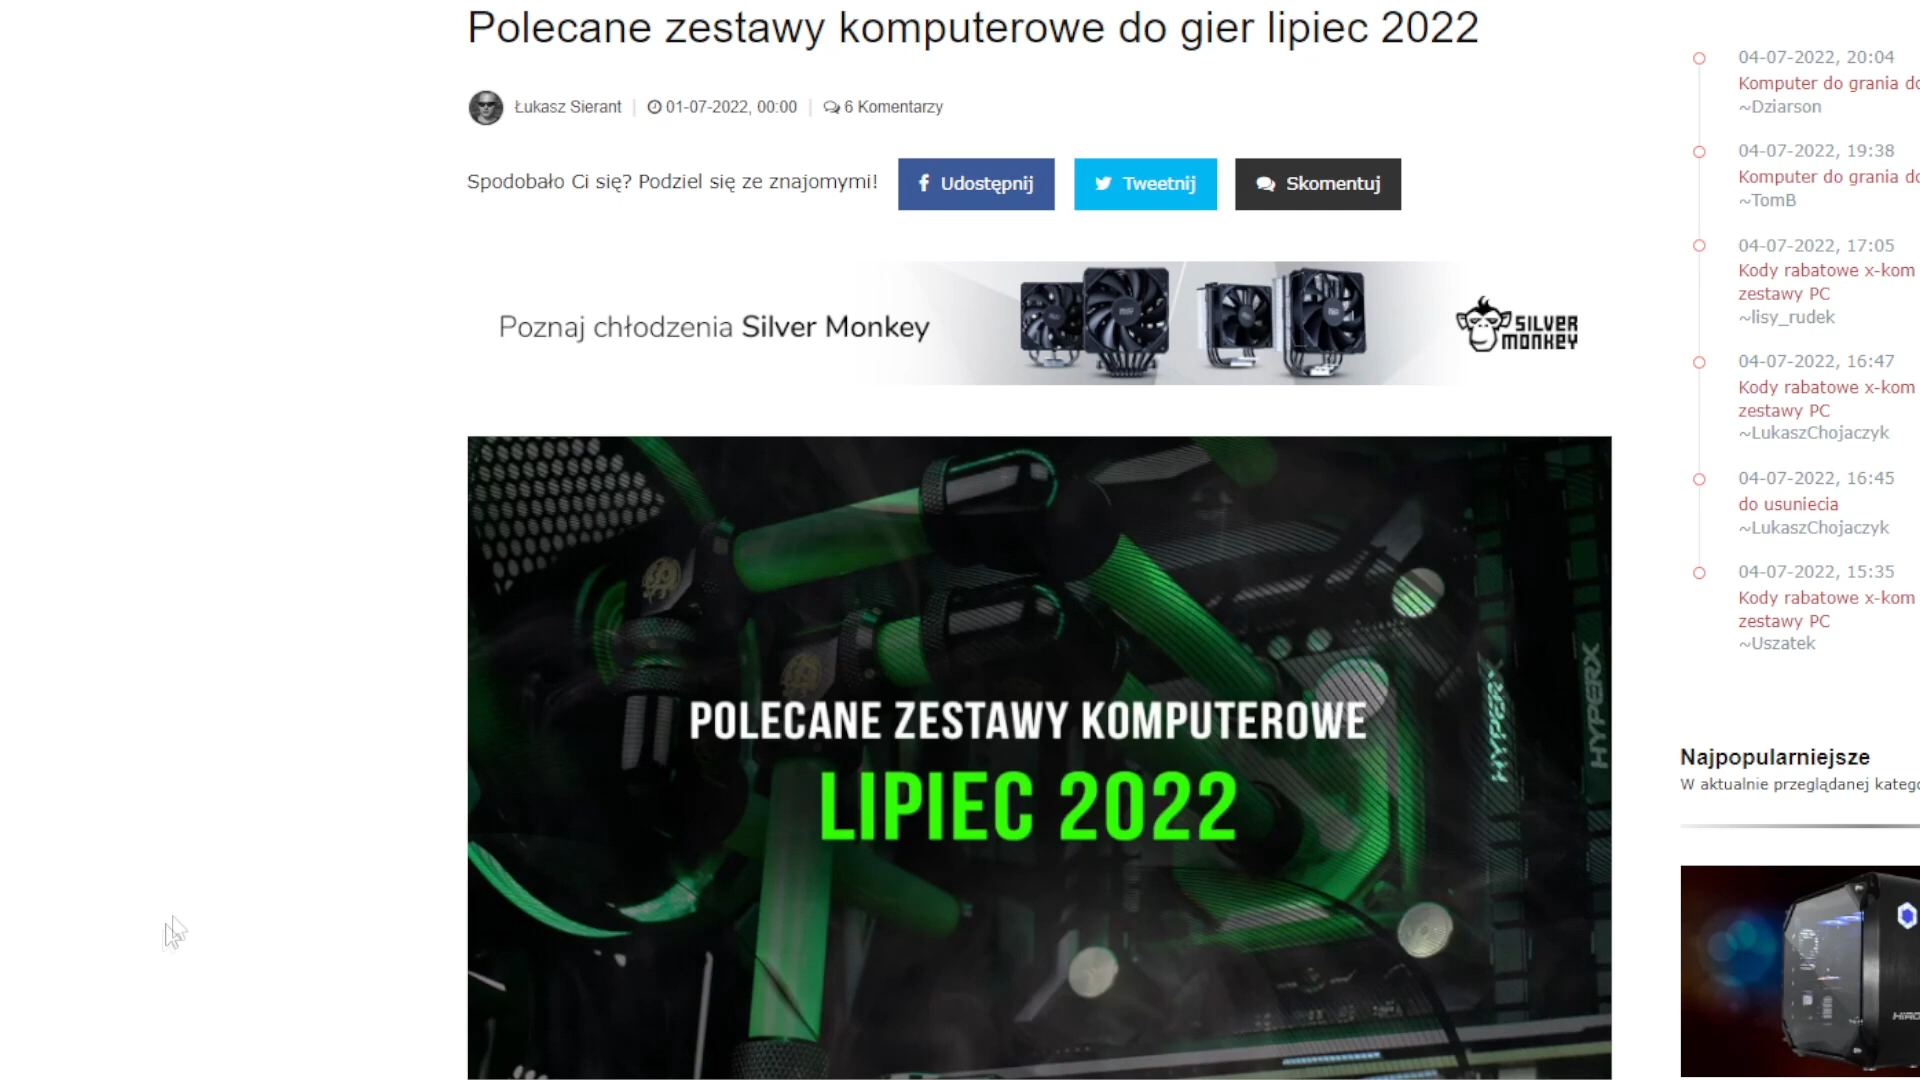 Polecane zestawy komputerowe do gier lipiec 2022
Łukasz Sierant | 01-07-2022, 00:00 | 6 Komentarzy
Spodobało Ci się? Podziel się ze znajomymi!
Udostępnij
Tweetnij
Skomentuj
Poznaj chłodzenia Silver Monkey
SILVER
MONKEY
POLECANE ZESTAWY KOMPUTEROWE
LIPIEC 2022
HYPERX
HYPERX
04-07-2022, 20:04
Komputer do grania do
~Dziarson
04-07-2022, 19:38
Komputer do grania do
~TomB
04-07-2022, 17:05
Kody rabatowe x-kom
zestawy PC
~lisy_rudek
04-07-2022, 16:47
Kody rabatowe x-kom
zestawy PC
~LukaszChojaczyk
04-07-2022, 16:45
do usuniecia
~LukaszChojaczyk
04-07-2022, 15:35
Kody rabatowe x-kom
zestawy PC
~Uszatek
Najpopularniejsze
W aktualnie przeglądanej katego